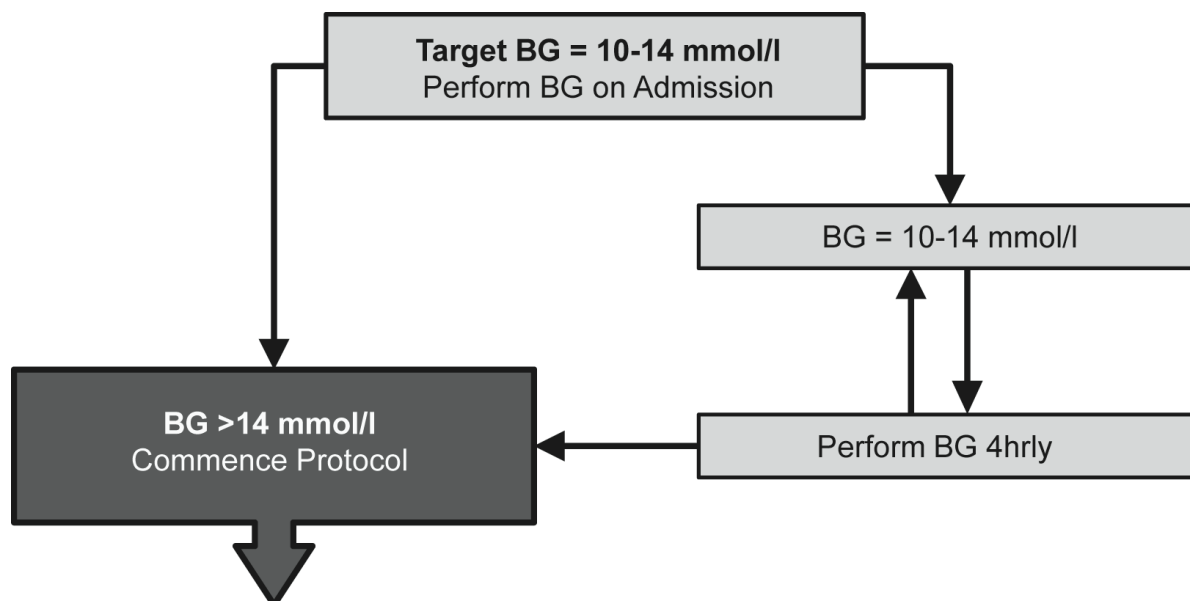 Target BG = 10-14 mmol/l
Perform BG on Admission
BG = 10-14 mmol/l
BG >14 mmol/l
Commence Protocol
Perform BG 4hrly